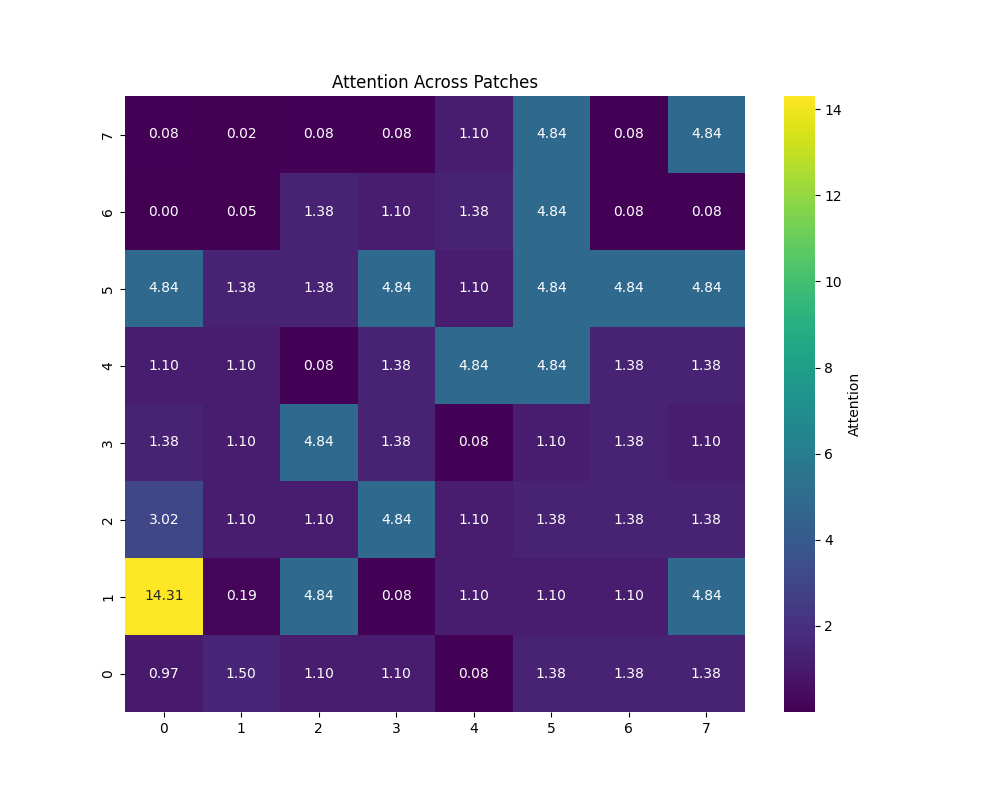 Attention Across Patches
7 0.08 0.02 0.08 0.08 1.10 4.84 0.08 4.84
6 0.00 0.05 1.38 1.10 1.38 4.84 0.08 0.08
5 4.84 1.38 1.38 4.84 1.10 4.84 4.84 4.84
4 1.10 1.10 0.08 1.38 4.84 4.84 1.38 1.38
3 1.38 1.10 4.84 1.38 0.08 1.10 1.38 1.10
2 3.02 1.10 1.10 4.84 1.10 1.38 1.38 1.38
1 14.31 0.19 4.84 0.08 1.10 1.10 1.10 4.84
0 0.97 1.50 1.10 1.10 0.08 1.38 1.38 1.38
0 1 2 3 4 5 6 7
14
12
10
8
6
4
2
Attention